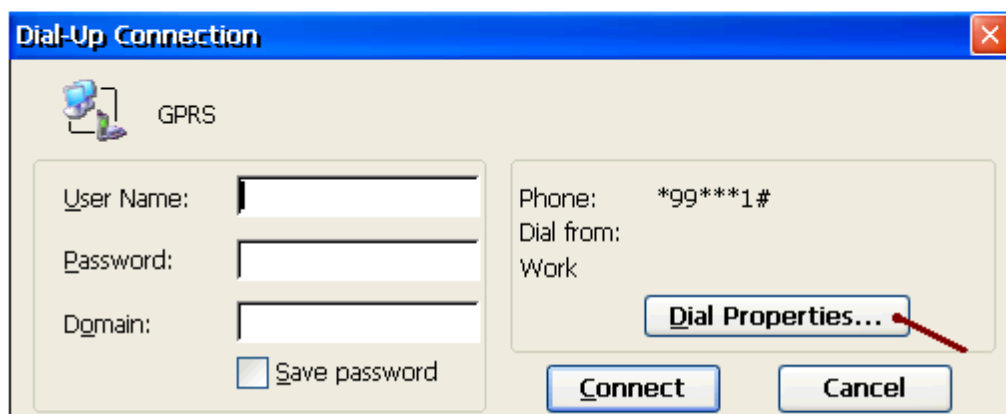 Dial-Up Connection
GPRS
User Name:
Password:
Domain:
Save password
Phone: *99***1#
Dial from:
Work
Dial Properties...
Connect Cancel